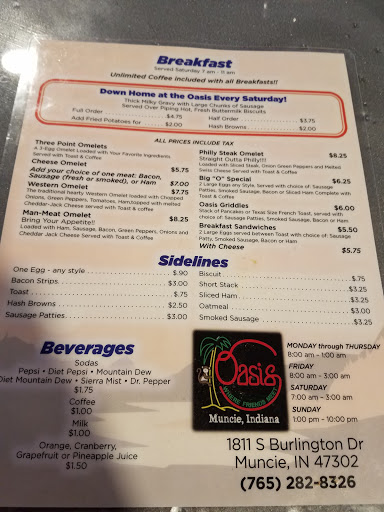 Breakfast
Served Saturday 7 am - 11 am
Unlimited Coffee included with all Breakfasts!!
Down Home at the Oasis Every Saturday!
Thick Milky Gravy with Large Chunks of Sausage
Served Over Piping Hot, Fresh Buttermilk Biscuits
Full Order $4.75 Half Order $3.75
Add Fried Potatoes for $2.00 Hash Browns $2.00
ALL PRICES INCLUDE TAX
Three Point Omelets
A 3-Egg Omelet Loaded with Your Favorite Ingredients,
Served with Toast & Coffee
Cheese Omelet $5.75
Add your choice of one meat: Bacon,
Sausage (fresh or smoked), or Ham $7.00
Western Omelet $7.75
The traditional hearty Western omelet loaded with Chopped
Onions, Green Peppers, Tomatoes, Ham, topped with melted
Cheddar-Jack Cheese Served with Toast & coffee
Man-Meat Omelet $8.25
Bring Your Appetite!!
Loaded with Ham, Sausage, Bacon, Green Peppers, Onions and
Cheddar Jack Cheese Served with Toast & Coffee
Philly Steak Omelet $8.25
Straight Outta Philly!!!
Loaded with Sliced Steak, Onion Green Peppers and Melted
Swiss Cheese Served with Toast & Coffee
Big "O" Special $6.25
2 Large Eggs any Style, Served with choice of: Sausage
Patties, Smoked Sausage, Bacon or Sliced Ham Complete with
Toast & Coffee
Oasis Griddles $6.00
Stack of Pancakes or Texas Size French Toast, served with
choice of: Sausage Patties, Smoked Sausage, Bacon or Ham
Breakfast Sandwiches $5.50
2 Large Eggs served between Toast with choice of: Sausage
Patty, Smoked Sausage, Bacon or Ham
With Cheese $5.75
Sidelines
One Egg - any style $.90
Bacon Strips $3.00
Toast $.75
Hash Browns $2.50
Sausage Patties $3.00
Biscuit $.75
Short Stack $3.25
Sliced Ham $3.25
Oatmeal $3.00
Smoked Sausage $3.25
Beverages
Sodas
Pepsi • Diet Pepsi • Mountain Dew
Diet Mountain Dew • Sierra Mist • Dr. Pepper
$1.75
Coffee
$1.00
Milk
$1.00
Orange, Cranberry,
Grapefruit or Pineapple Juice
$1.50
Oasis
WHERE FRIENDS MEET
Muncie, Indiana
MONDAY through THURSDAY
8:00 am - 1:00 am
FRIDAY
8:00 am - 3:00 am
SATURDAY
7:00 am - 3:00 am
SUNDAY
1:00 pm - 10:00 pm
1811 S Burlington Dr
Muncie, IN 47302
(765) 282-8326